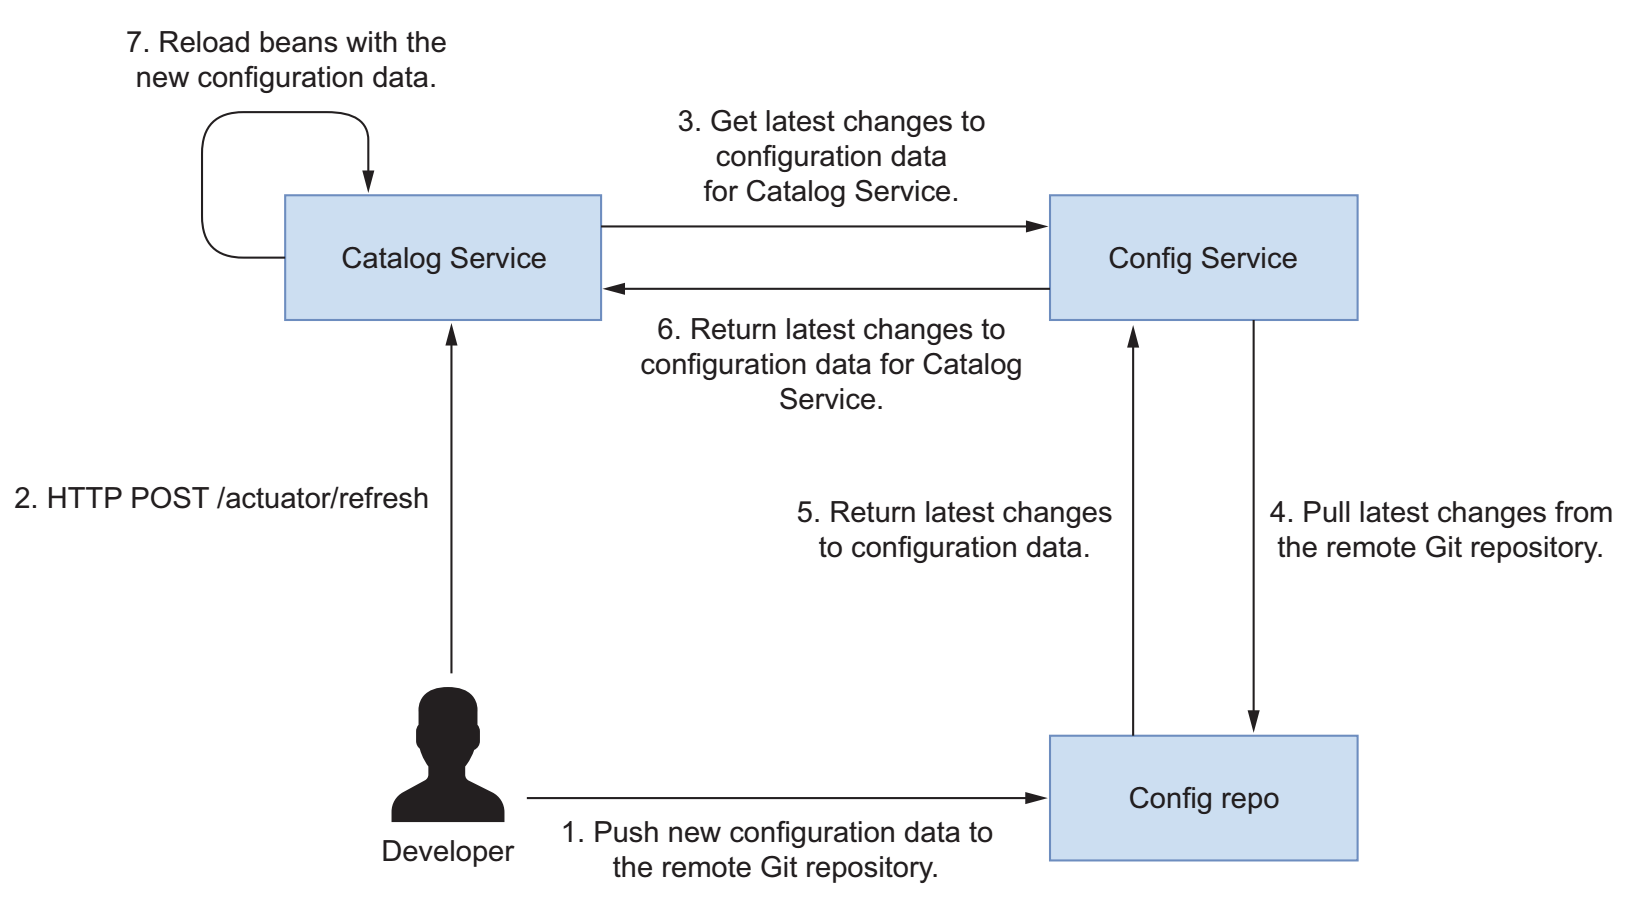 7. Reload beans with the
new configuration data.
3. Get latest changes to
configuration data
for Catalog Service.
Catalog Service
Config Service
6. Return latest changes to
configuration data for Catalog
Service.
2. HTTP POST /actuator/refresh
5. Return latest changes
to configuration data.
4. Pull latest changes from
the remote Git repository.
Config repo
Developer
1. Push new configuration data to
the remote Git repository.